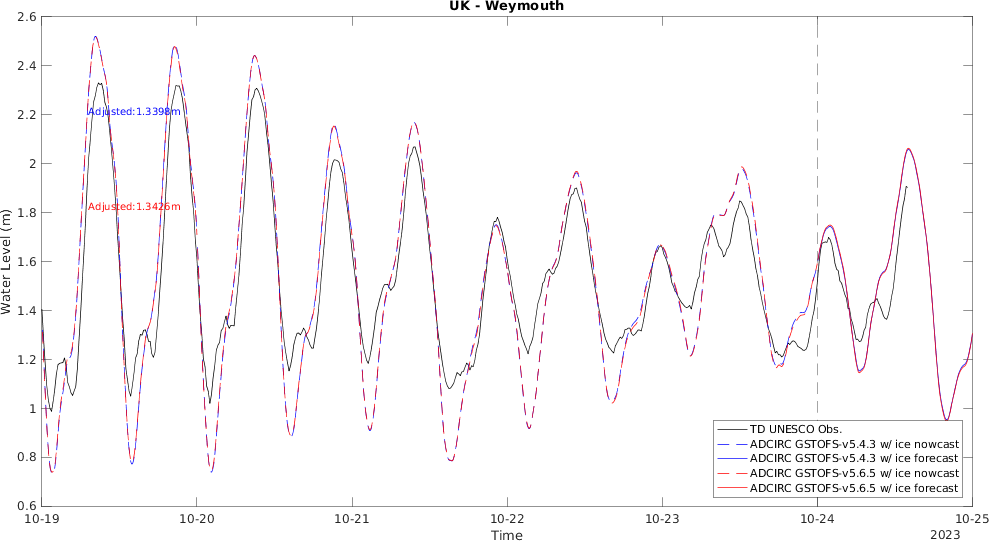 UK - Weymouth
2.6
2.4
2.2
2
1.8
1.6
1.4
1.2
1
0.8
0.6
Water Level (m)
Adjusted:1.3398m
Adjusted:1.3426m
TD UNESCO Obs.
ADCIRC GSTOFS-v5.4.3 w/ ice nowcast
ADCIRC GSTOFS-v5.4.3 w/ ice forecast
ADCIRC GSTOFS-v5.6.5 w/ ice nowcast
ADCIRC GSTOFS-v5.6.5 w/ ice forecast
10-19 10-20 10-21 10-22 10-23 10-24 10-25
Time
2023